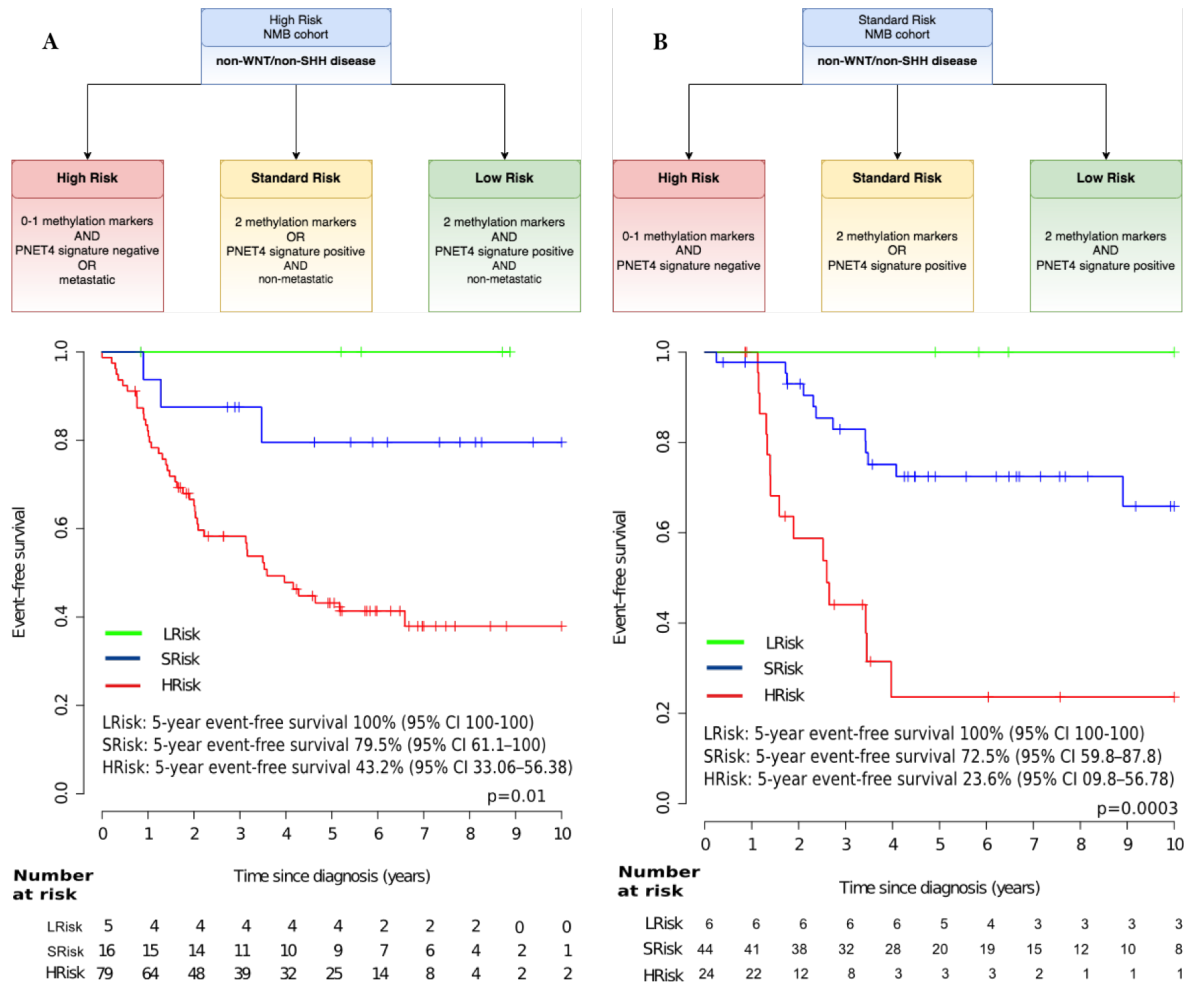 A
High Risk
NMB cohort
non-WNT/non-SHH disease
High Risk
0-1 methylation markers
AND
PNET4 signature negative
OR
metastatic
Standard Risk
2 methylation markers
OR
PNET4 signature positive
AND
non-metastatic
Low Risk
2 methylation markers
AND
PNET4 signature positive
AND
non-metastatic
Event–free survival
1.0
0.8
0.6
0.4
0.2
0.0
LRisk
SRisk
HRisk
LRisk: 5-year event-free survival 100% (95% CI 100-100)
SRisk: 5-year event-free survival 79.5% (95% CI 61.1–100)
HRisk: 5-year event-free survival 43.2% (95% CI 33.06–56.38)
p=0.01
0 1 2 3 4 5 6 7 8 9 10
Time since diagnosis (years)
Number
at risk
LRisk 5 4 4 4 4 4 2 2 2 0 0
SRisk 16 15 14 11 10 9 7 6 4 2 1
HRisk 79 64 48 39 32 25 14 8 4 2 2
B
Standard Risk
NMB cohort
non-WNT/non-SHH disease
High Risk
0-1 methylation markers
AND
PNET4 signature negative
Standard Risk
2 methylation markers
OR
PNET4 signature positive
Low Risk
2 methylation markers
AND
PNET4 signature positive
Event–free survival
1.0
0.8
0.6
0.4
0.2
0.0
LRisk
SRisk
HRisk
LRisk: 5-year event-free survival 100% (95% CI 100-100)
SRisk: 5-year event-free survival 72.5% (95% CI 59.8–87.8)
HRisk: 5-year event-free survival 23.6% (95% CI 09.8–56.78)
p=0.0003
0 1 2 3 4 5 6 7 8 9 10
Time since diagnosis (years)
Number
at risk
LRisk 6 6 6 6 6 5 4 3 3 3 3
SRisk 44 41 38 32 28 20 19 15 12 10 8
HRisk 24 22 12 8 3 3 3 2 1 1 1